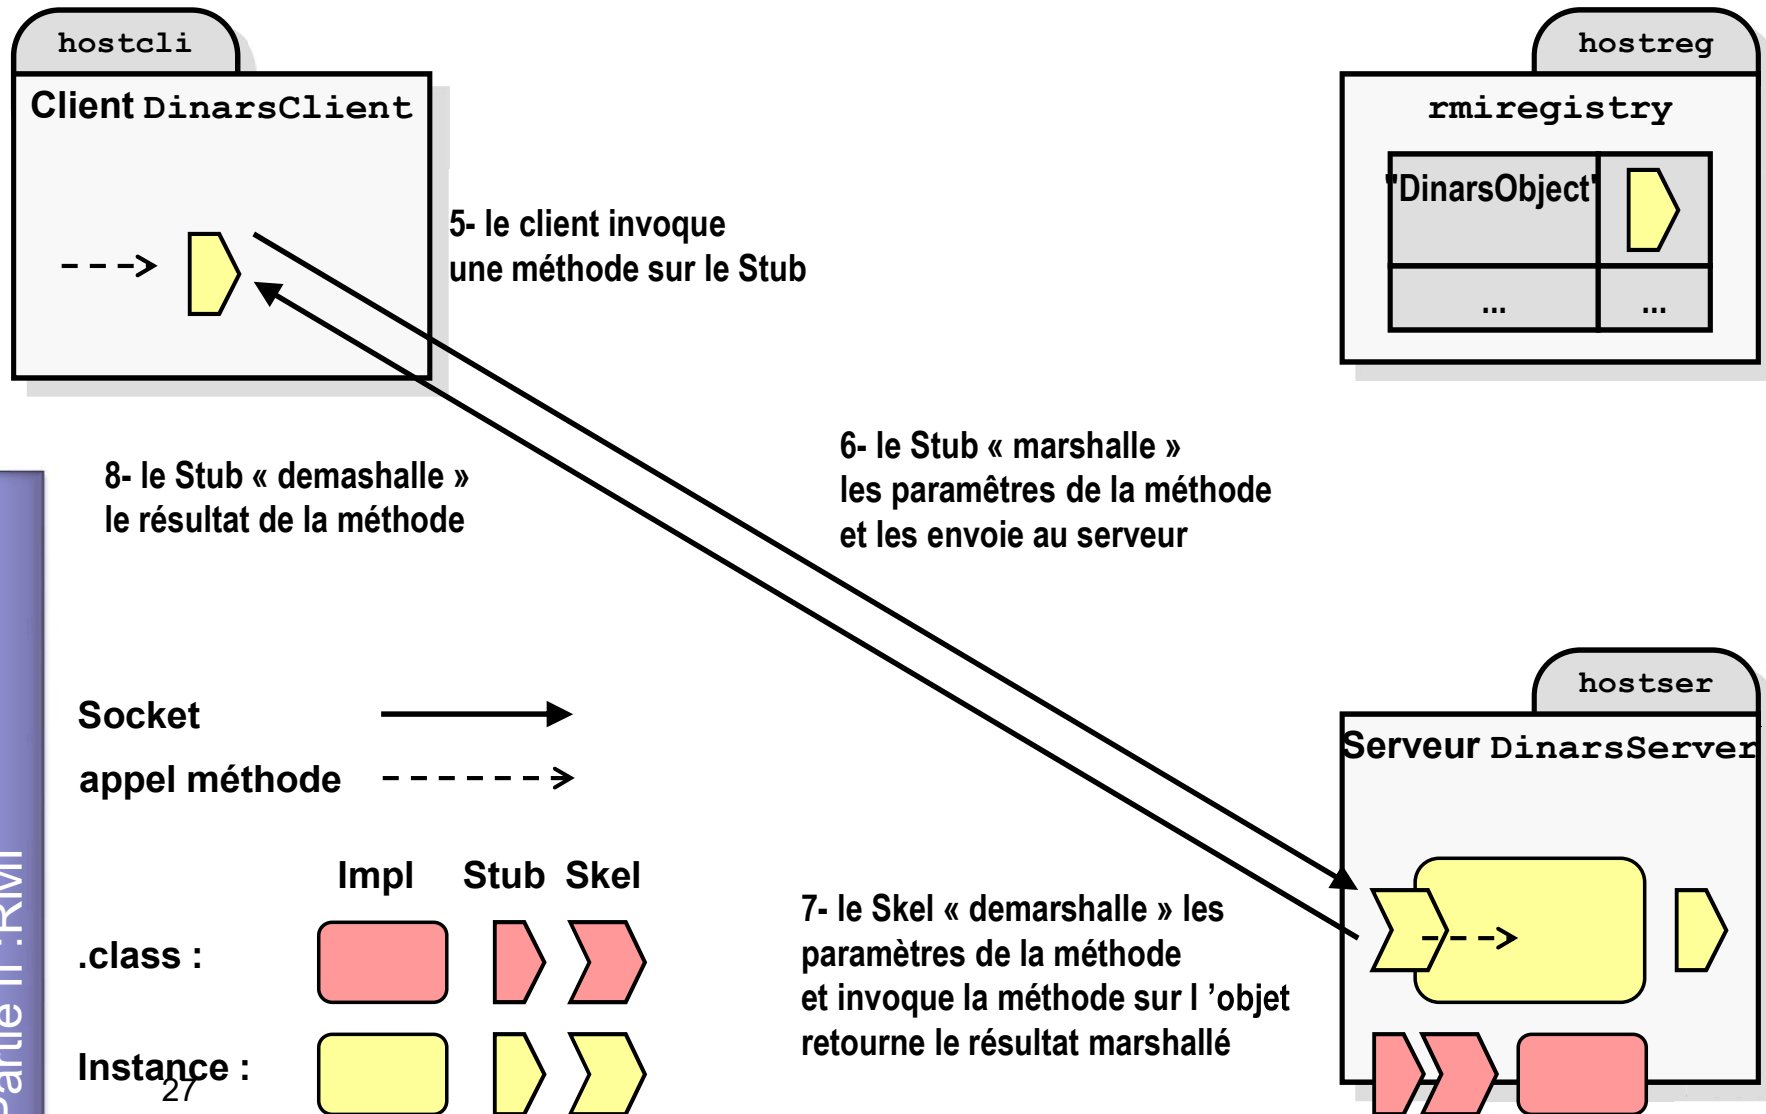 hostcli
Client DinarsClient
hostreg
rmiregistry
"DinarsObject"
... ...
5- le client invoque
une méthode sur le Stub
6- le Stub « marshalle »
les paramêtres de la méthode
et les envoie au serveur
8- le Stub « demashalle »
le résultat de la méthode
hostser
Serveur DinarsServer
Socket
appel méthode
Impl Stub Skel
.class :
Instance :
7- le Skel « demarshalle » les
paramètres de la méthode
et invoque la méthode sur l ’objet
retourne le résultat marshallé
Partie II :RMI
27